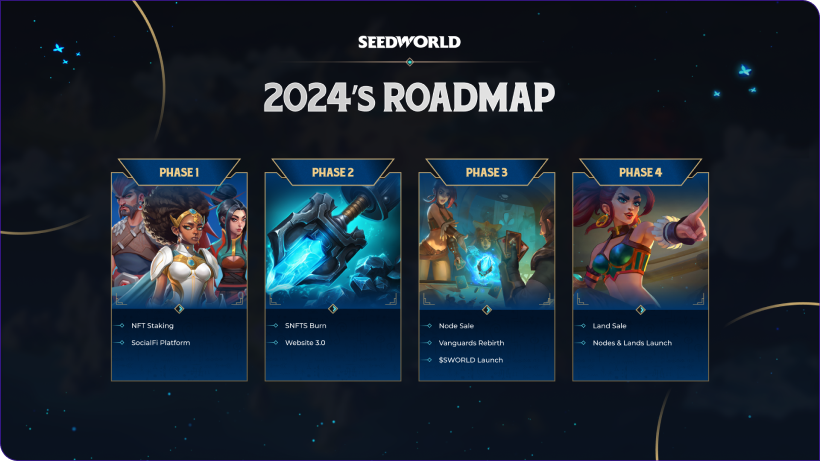 SEEDWORLD
2024's ROADMAP
PHASE 1
NFT Staking
SocialFi Platform
PHASE 2
SNFTS Burn
Website 3.0
PHASE 3
Node Sale
Vanguards Rebirth
$SWORLD Launch
PHASE 4
Land Sale
Nodes & Lands Launch